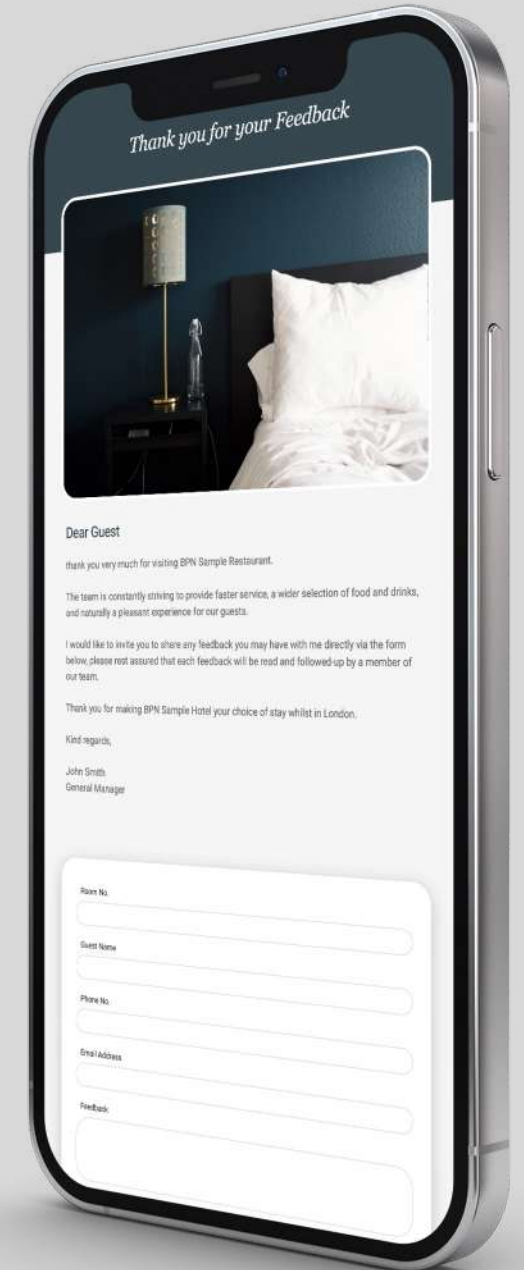 Thank you for your Feedback
Dear Guest
thank you very much for visiting BPN Sample Restaurant.
The team is constantly striving to provide faster service, a wider selection of food and drinks,
and naturally a pleasant experience for our guests.
I would like to invite you to share any feedback you may have with me directly via the form
below, please rest assured that each feedback will be read and followed-up by a member of
our team.
Thank you for making BPN Sample Hotel your choice of stay whilst in London.
Kind regards,
John Smith
General Manager
Room No.
Guest Name
Phone No.
Email Address
Feedback